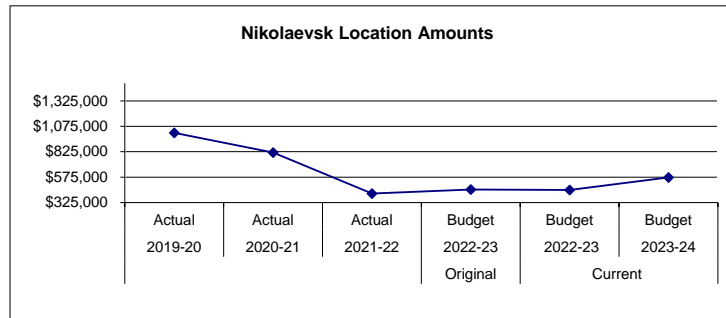 Nikolaevsk Location Amounts
$1,325,000
$1,075,000
$825,000
$575,000
$325,000
Actual Actual Actual Budget Budget Budget
2019-20 2020-21 2021-22 2022-23 2022-23 2023-24
Original Current